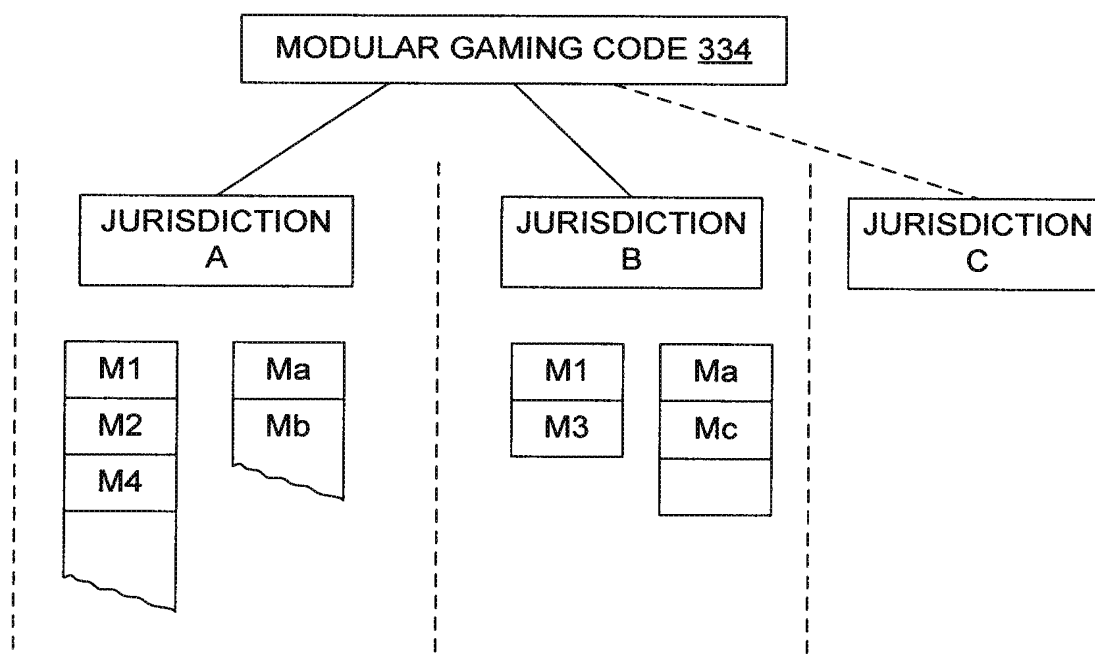 MODULAR GAMING CODE 334
JURISDICTION
A
JURISDICTION
B
JURISDICTION
C
M1
M2
M4
Ma
Mb
M1
M3
Ma
Mc